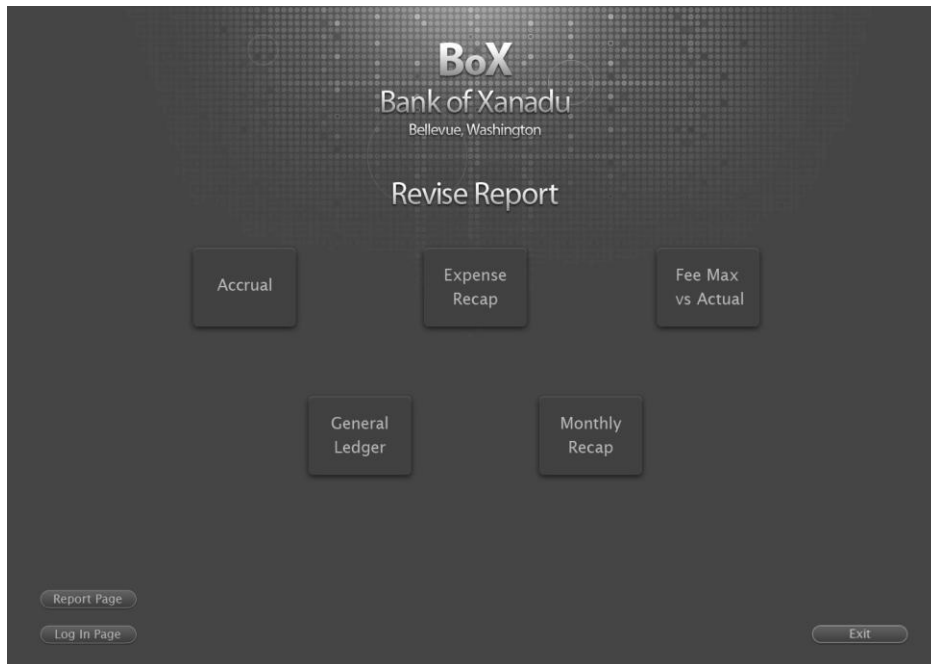 BoX
Bank of Xanadu
Bellevue, Washington
Revise Report
Accrual
Expense
Recap
Fee Max
vs Actual
General
Ledger
Monthly
Recap
Report Page
Log In Page
Exit